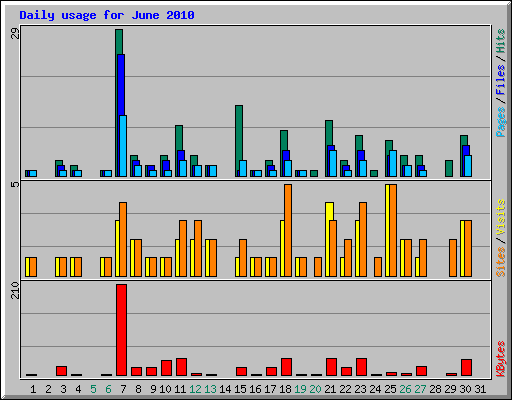 Daily usage for June 2010
29
Pages/Files/Hits
5
Sites/Visits
210
KBytes
1 2 3 4 5 6 7 8 9 10 11 12 13 14 15 16 17 18 19 20 21 22 23 24 25 26 27 28 29 30 31